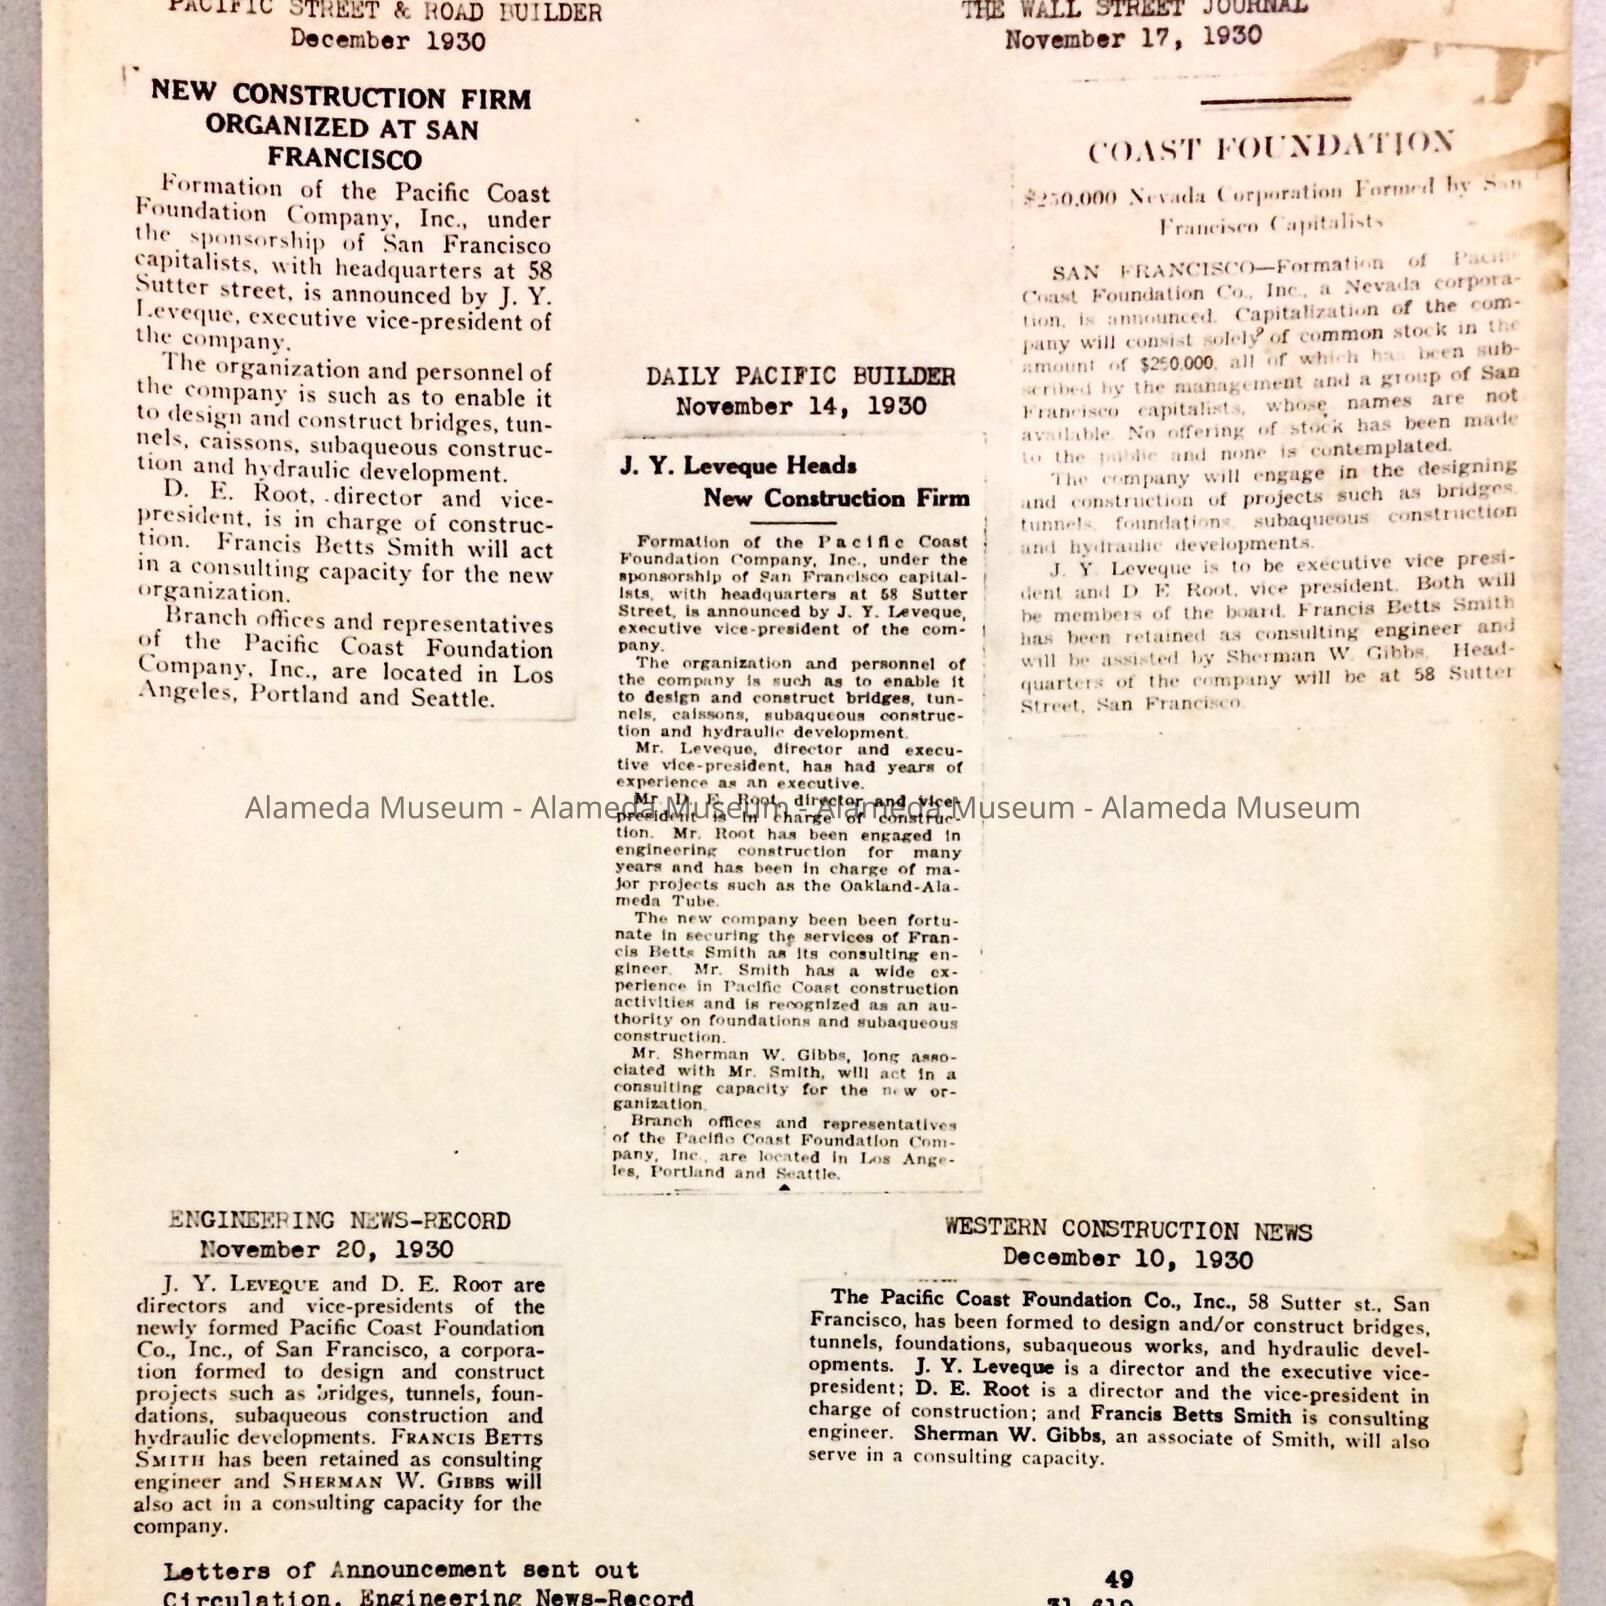 PACIFIC STREET & ROAD BUILDER
December 1930
NEW CONSTRUCTION FIRM
ORGANIZED AT SAN
FRANCISCO
Formation of the Pacific Coast
Foundation Company, Inc., under
the sponsorship of San Francisco
capitalists, with headquarters at 58
Sutter street, is announced by J. Y.
Leveque, executive vice-president of
the company.
The organization and personnel of
the company is such as to enable it
to design and construct bridges, tun-
nels, caissons, subaqueous construc-
tion and hydraulic development.
D. E. Root, director and vice-
president, is in charge of construc-
tion. Francis Betts Smith will act
in a consulting capacity for the new
organization.
Branch offices and representatives
of the Pacific Coast Foundation
Company, Inc., are located in Los
Angeles, Portland and Seattle.
DAILY PACIFIC BUILDER
November 14, 1930
J. Y. Leveque Heads
New Construction Firm
Formation of the Pacific Coast
Foundation Company, Inc., under the
sponsorship of San Francisco capital-
ists, with headquarters at 58 Sutter
Street, is announced by J. Y. Leveque,
executive vice-president of the com-
pany.
The organization and personnel of
the company is such as to enable it
to design and construct bridges, tun-
nels, caissons, subaqueous construc-
tion and hydraulic development.
Mr. Leveque, director and execu-
tive vice-president, has had years of
experience as an executive.
Mr. D. E. Root, director and vice-
president is in charge of construc-
tion. Mr. Root has been engaged in
engineering construction for many
years and has been in charge of ma-
jor projects such as the Oakland-Ala-
meda Tube.
The new company been been fortu-
nate in securing the services of Fran-
cis Betts Smith as its consulting en-
gineer. Mr. Smith has a wide ex-
perience in Pacific Coast construction
activities and is recognized as an au-
thority on foundations and subaqueous
construction.
Mr. Sherman W. Gibbs, long asso-
ciated with Mr. Smith, will act in a
consulting capacity for the new or-
ganization.
Branch offices and representatives
of the Pacific Coast Foundation Com-
pany, Inc., are located in Los Ange-
les, Portland and Seattle.
THE WALL STREET JOURNAL
November 17, 1930
COAST FOUNDATION
$250,000 Nevada Corporation Formed by San
Francisco Capitalists
SAN FRANCISCO—Formation of Pacific
Coast Foundation Co., Inc., a Nevada corpora-
tion, is announced. Capitalization of the com-
pany will consist solely of common stock in the
amount of $250,000, all of which has been sub-
scribed by the management and a group of San
Francisco capitalists, whose names are not
available. No offering of stock has been made
to the public and none is contemplated.
The company will engage in the designing
and construction of projects such as bridges,
tunnels, foundations, subaqueous construction
and hydraulic developments.
J. Y. Leveque is to be executive vice presi-
dent and D. E. Root, vice president. Both will
be members of the board. Francis Betts Smith
has been retained as consulting engineer and
will be assisted by Sherman W. Gibbs. Head-
quarters of the company will be at 58 Sutter
Street, San Francisco.
Alameda Museum - Alameda Museum - Alameda Museum - Alameda Museum
ENGINEERING NEWS-RECORD
November 20, 1930
J. Y. LEVEQUE and D. E. ROOT are
directors and vice-presidents of the
newly formed Pacific Coast Foundation
Co., Inc., of San Francisco, a corpora-
tion formed to design and construct
projects such as bridges, tunnels, foun-
dations, subaqueous construction and
hydraulic developments. FRANCIS BETTS
SMITH has been retained as consulting
engineer and SHERMAN W. GIBBS will
also act in a consulting capacity for the
company.
WESTERN CONSTRUCTION NEWS
December 10, 1930
The Pacific Coast Foundation Co., Inc., 58 Sutter st., San
Francisco, has been formed to design and/or construct bridges,
tunnels, foundations, subaqueous works, and hydraulic devel-
opments. J. Y. Leveque is a director and the executive vice-
president; D. E. Root is a director and the vice-president in
charge of construction; and Francis Betts Smith is consulting
engineer. Sherman W. Gibbs, an associate of Smith, will also
serve in a consulting capacity.
Letters of Announcement sent out 49
Circulation, Engineering News-Record